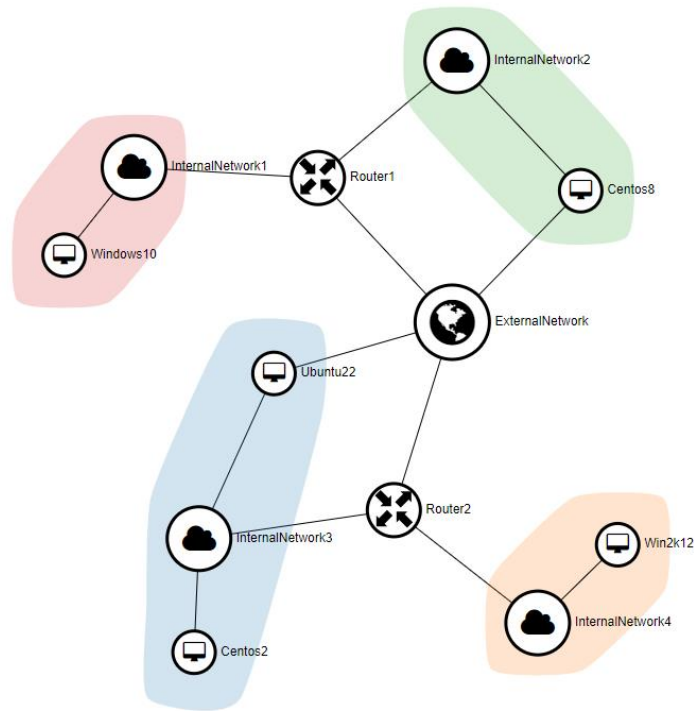 InternalNetwork2
InternalNetwork1
Router1
Centos8
Windows10
ExternalNetwork
Ubuntu22
Router2
InternalNetwork3
Win2k12
InternalNetwork4
Centos2